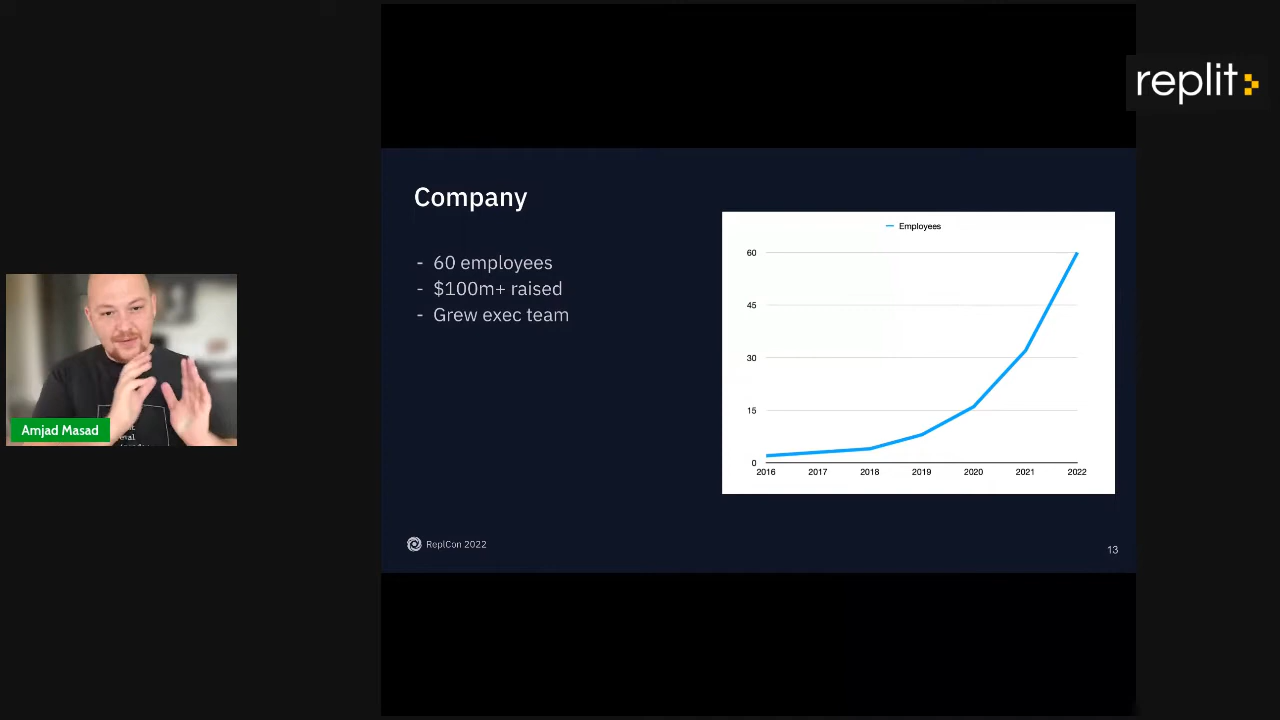 replit
Company
- 60 employees
- $100m+ raised
- Grew exec team
Employees
60
45
30
15
0
2016 2017 2018 2019 2020 2021 2022
Amjad Masad
eval
ReplCon 2022
13